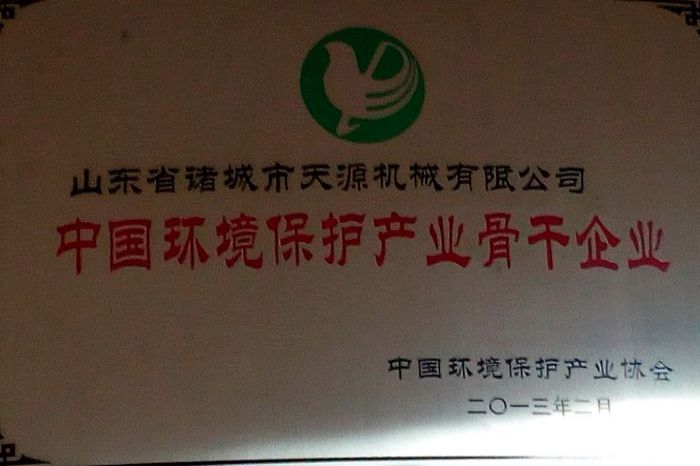 山东省诸城市天源机械有限公司
中国环境保护产业骨干企业
中国环境保护产业协会
二〇一三年二月